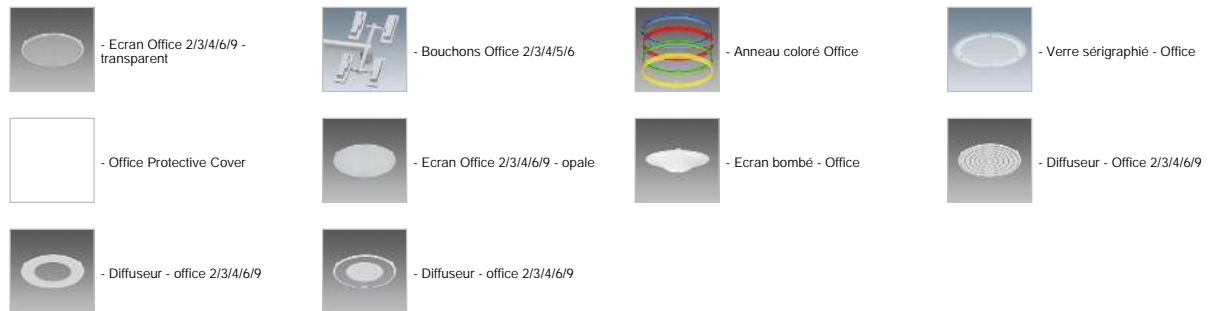 - Ecran Office 2/3/4/6/9 -
transparent
- Bouchons Office 2/3/4/5/6
- Anneau coloré Office
- Verre sérigraphié - Office
- Office Protective Cover
- Ecran Office 2/3/4/6/9 - opale
- Ecran bombé - Office
- Diffuseur - Office 2/3/4/6/9
- Diffuseur - office 2/3/4/6/9
- Diffuseur - office 2/3/4/6/9